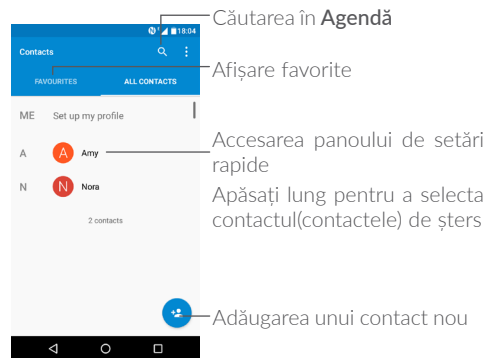 Căutarea în Agendă
18:04
Contacts
Afișare favorite
FAVOURITES
ALL CONTACTS
ME
Set up my profile
Accesarea panoului de setări
rapide
A
A
Amy
Apăsați lung pentru a selecta
contactul(contactele) de șters
N
N
Nora
2 contacts
Adăugarea unui contact nou